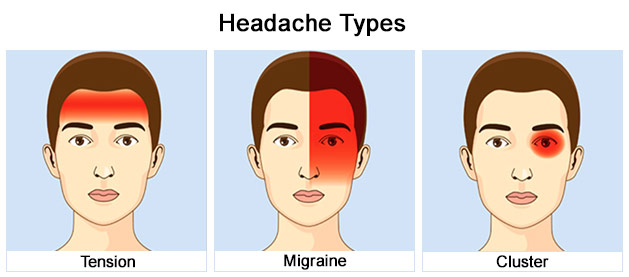 Headache Types
Tension
Migraine
Cluster